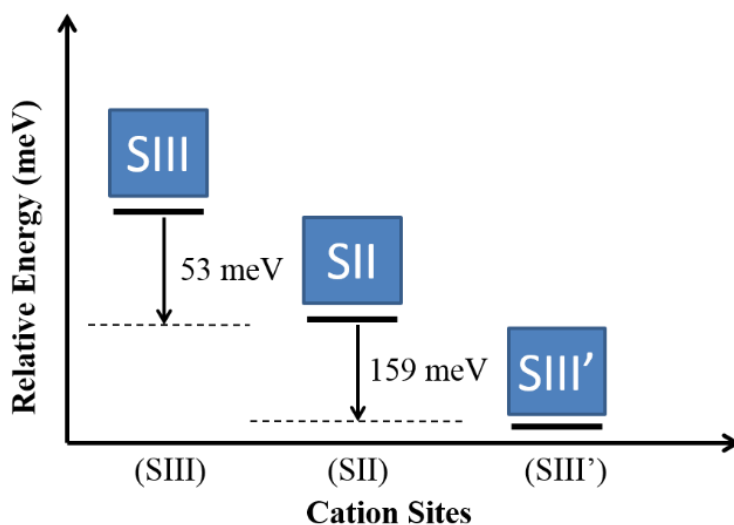 Relative Energy (meV)
SIII
53 meV
SII
159 meV
SIII’
(SIII)
(SII)
(SIII’)
Cation Sites